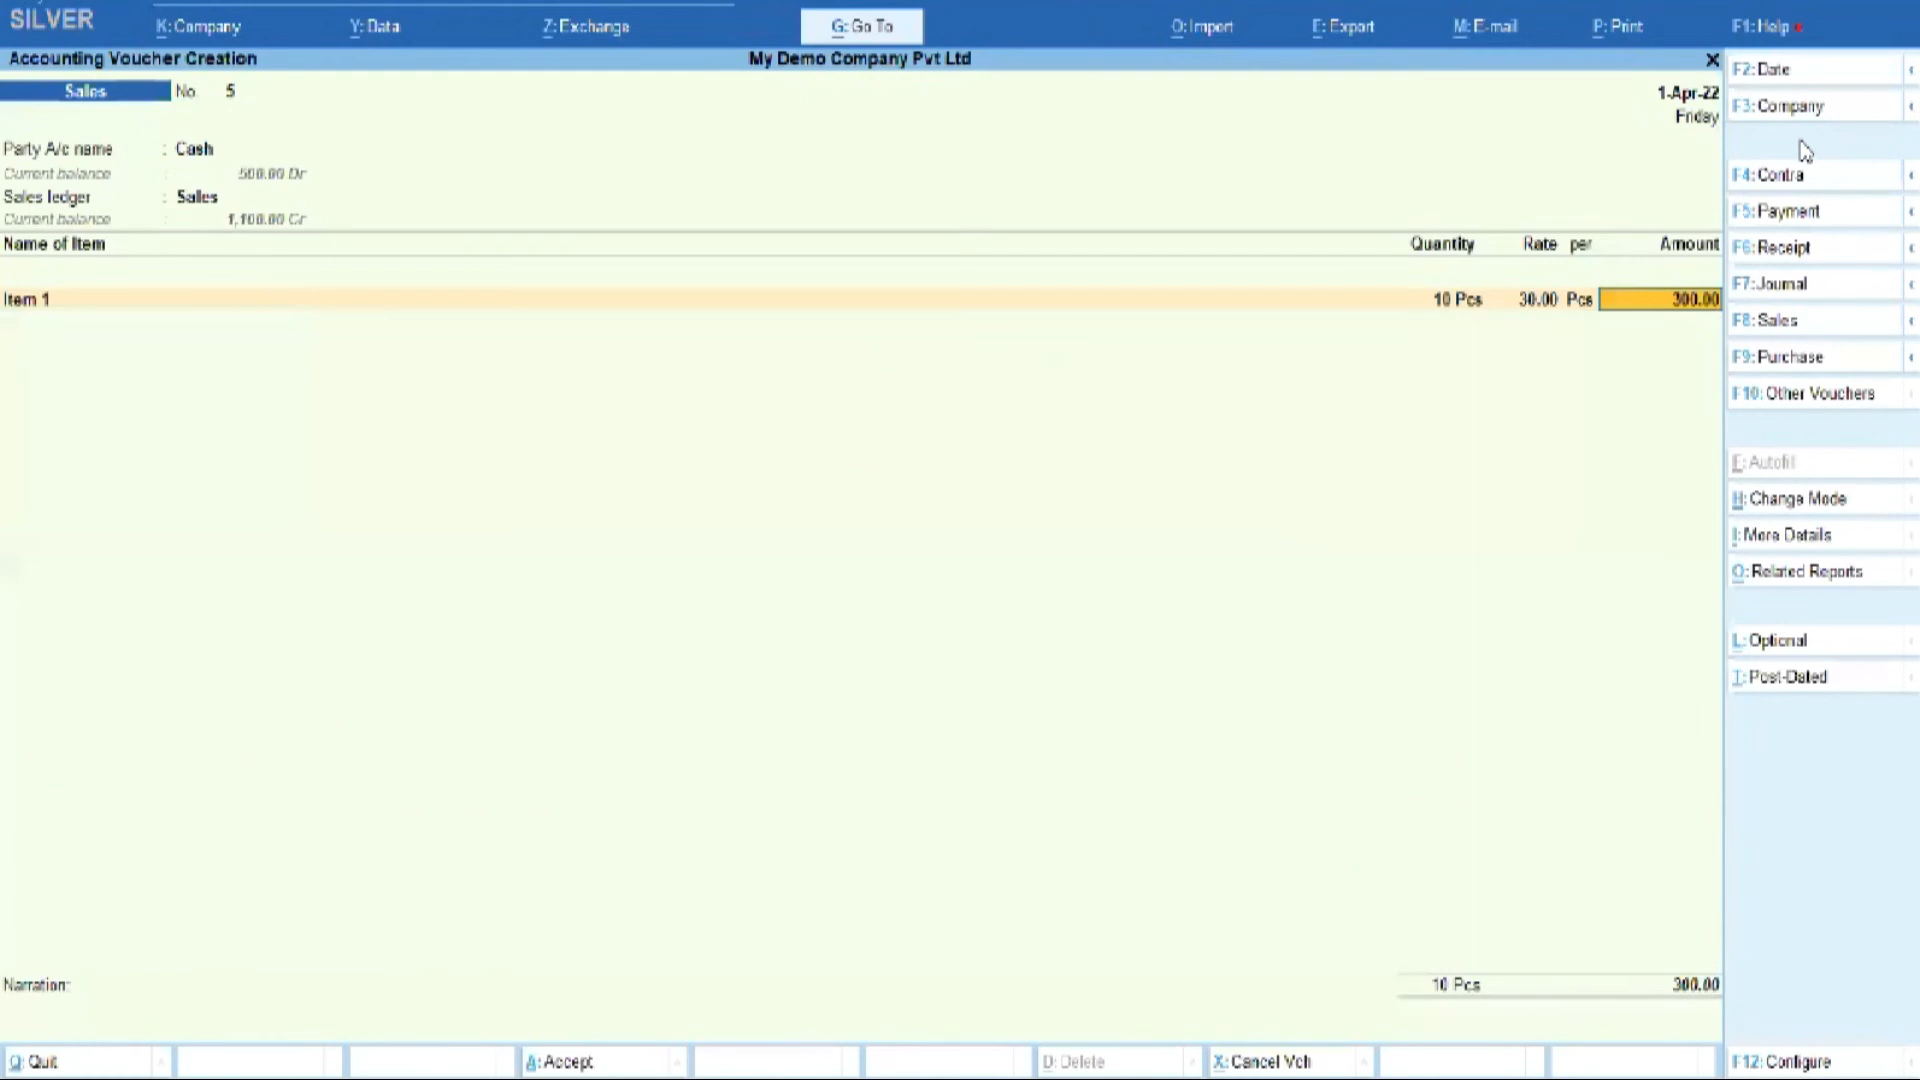 SILVER
K: Company Y: Data Z: Exchange G: Go To O: Import E: Export M: E-mail P: Print F1: Help
Accounting Voucher Creation My Demo Company Pvt Ltd X
Sales No. 5 1-Apr-22
Friday
Party A/c name : Cash
Current balance : 500.00 Dr
Sales ledger : Sales
Current balance : 1,100.00 Cr
Name of Item Quantity Rate per Amount
Item 1 10 Pcs 30.00 Pcs 300.00
Narration: 10 Pcs 300.00
F2: Date
F3: Company
F4: Contra
F5: Payment
F6: Receipt
F7: Journal
F8: Sales
F9: Purchase
F10: Other Vouchers
E: Autofill
H: Change Mode
I: More Details
O: Related Reports
L: Optional
T: Post-Dated
Q: Quit A: Accept D: Delete X: Cancel Vch F12: Configure